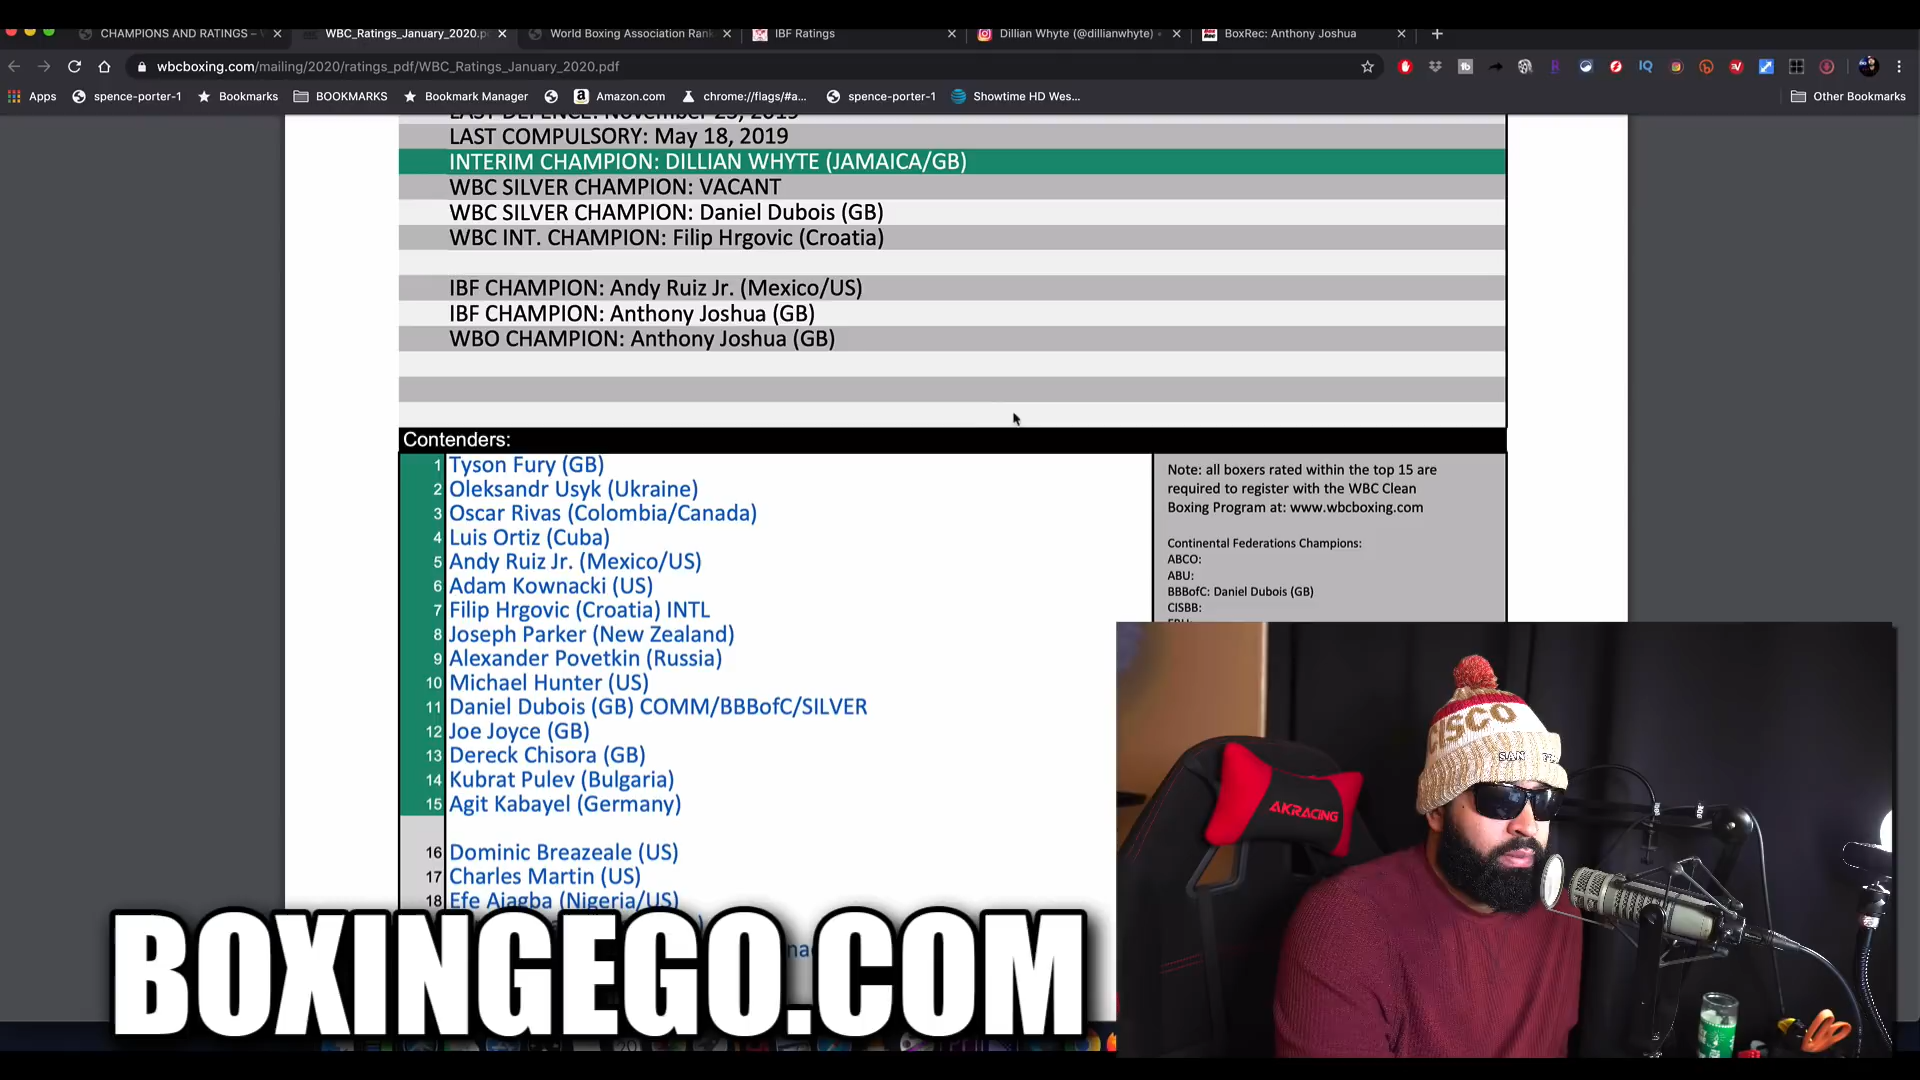 CHAMPIONS AND RATINGS –
WBC_Ratings_January_2020.p
World Boxing Association Rank
IBF Ratings
Dillian Whyte (@dillianwhyte) •
BoxRec: Anthony Joshua
wbcboxing.com/mailing/2020/ratings_pdf/WBC_Ratings_January_2020.pdf
Apps
spence-porter-1
Bookmarks
BOOKMARKS
Bookmark Manager
Amazon.com
chrome://flags/#a...
spence-porter-1
Showtime HD Wes...
Other Bookmarks
LAST DEFENCE: November 23, 2019
LAST COMPULSORY: May 18, 2019
INTERIM CHAMPION: DILLIAN WHYTE (JAMAICA/GB)
WBC SILVER CHAMPION: VACANT
WBC SILVER CHAMPION: Daniel Dubois (GB)
WBC INT. CHAMPION: Filip Hrgovic (Croatia)
IBF CHAMPION: Andy Ruiz Jr. (Mexico/US)
IBF CHAMPION: Anthony Joshua (GB)
WBO CHAMPION: Anthony Joshua (GB)
Contenders:
1 Tyson Fury (GB)
2 Oleksandr Usyk (Ukraine)
3 Oscar Rivas (Colombia/Canada)
4 Luis Ortiz (Cuba)
5 Andy Ruiz Jr. (Mexico/US)
6 Adam Kownacki (US)
7 Filip Hrgovic (Croatia) INTL
8 Joseph Parker (New Zealand)
9 Alexander Povetkin (Russia)
10 Michael Hunter (US)
11 Daniel Dubois (GB) COMM/BBBofC/SILVER
12 Joe Joyce (GB)
13 Dereck Chisora (GB)
14 Kubrat Pulev (Bulgaria)
15 Agit Kabayel (Germany)
16 Dominic Breazeale (US)
17 Charles Martin (US)
18 Efe Ajagba (Nigeria/US)
Note: all boxers rated within the top 15 are
required to register with the WBC Clean
Boxing Program at: www.wbcboxing.com
Continental Federations Champions:
ABCO:
ABU:
BBBofC: Daniel Dubois (GB)
CISBB:
CISCO
SAN
AKRACING
BOXINGEGO.COM